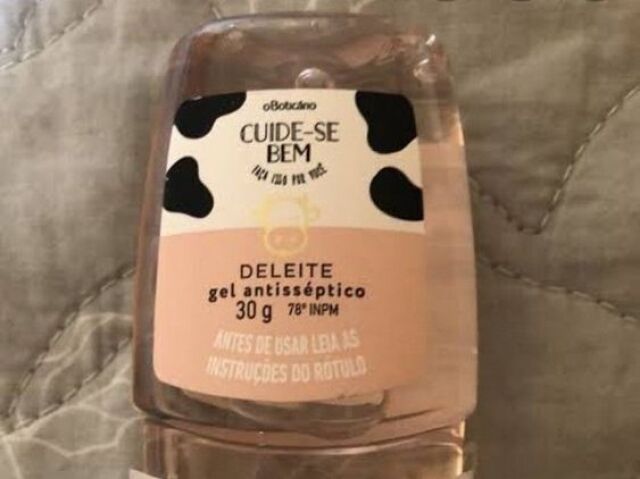 oBoticário
CUIDE-SE
BEM
FAÇA ISSO POR VOCÊ
DELEITE
gel antisséptico
30 g 78° INPM
ANTES DE USAR LEIA AS
INSTRUÇÕES DO RÓTULO